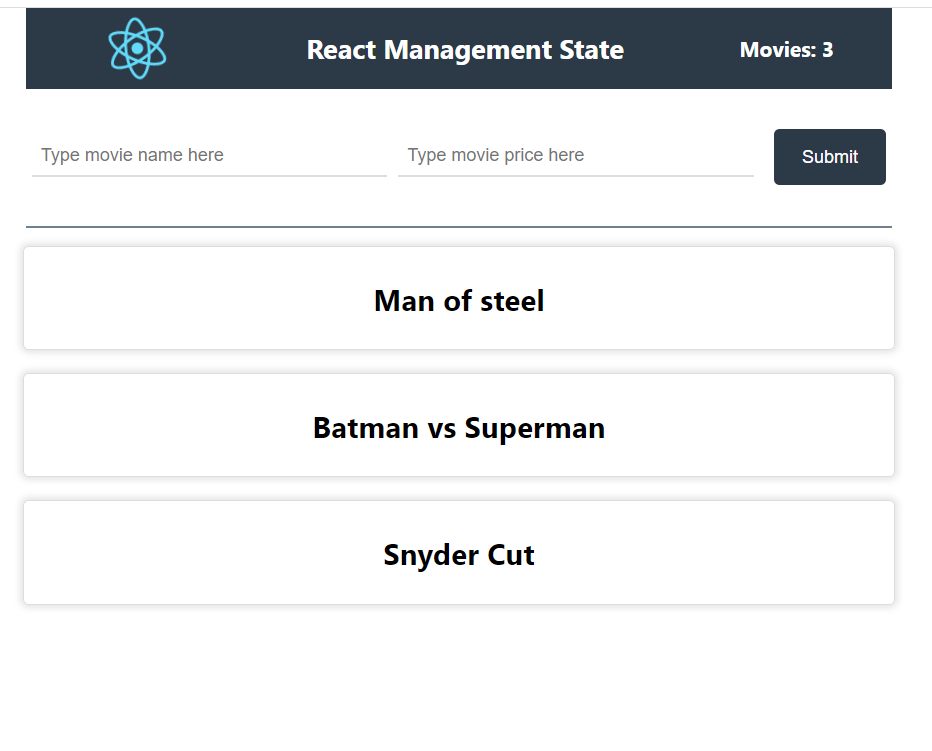 React Management State
Movies: 3
Type movie name here
Type movie price here
Submit
Man of steel
Batman vs Superman
Snyder Cut